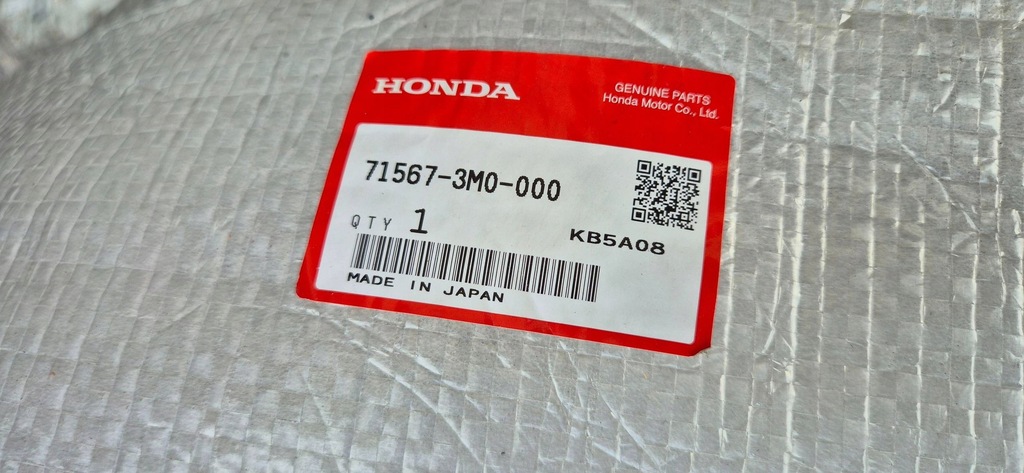 HONDA
GENUINE PARTS
Honda Motor Co., Ltd.
71567-3M0-000
QTY 1
KB5A08
MADE IN JAPAN